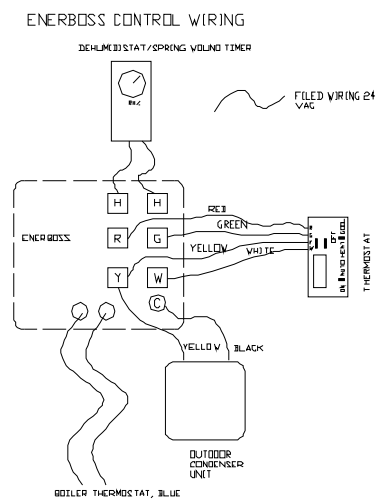 ENERBOSS CONTROL WIRING
DEHUMIDISTAT/SPRING WOUND TIMER
FILED WIRING 24
VAC
H
H
RED
GREEN
ENERBOSS
R
G
OFF
YELLOW
WHITE
THERMOSTAT
Y
W
C
YELLOW
BLACK
OUTDOOR
CONDENSER
UNIT
BOILER THERMOSTAT, BLUE